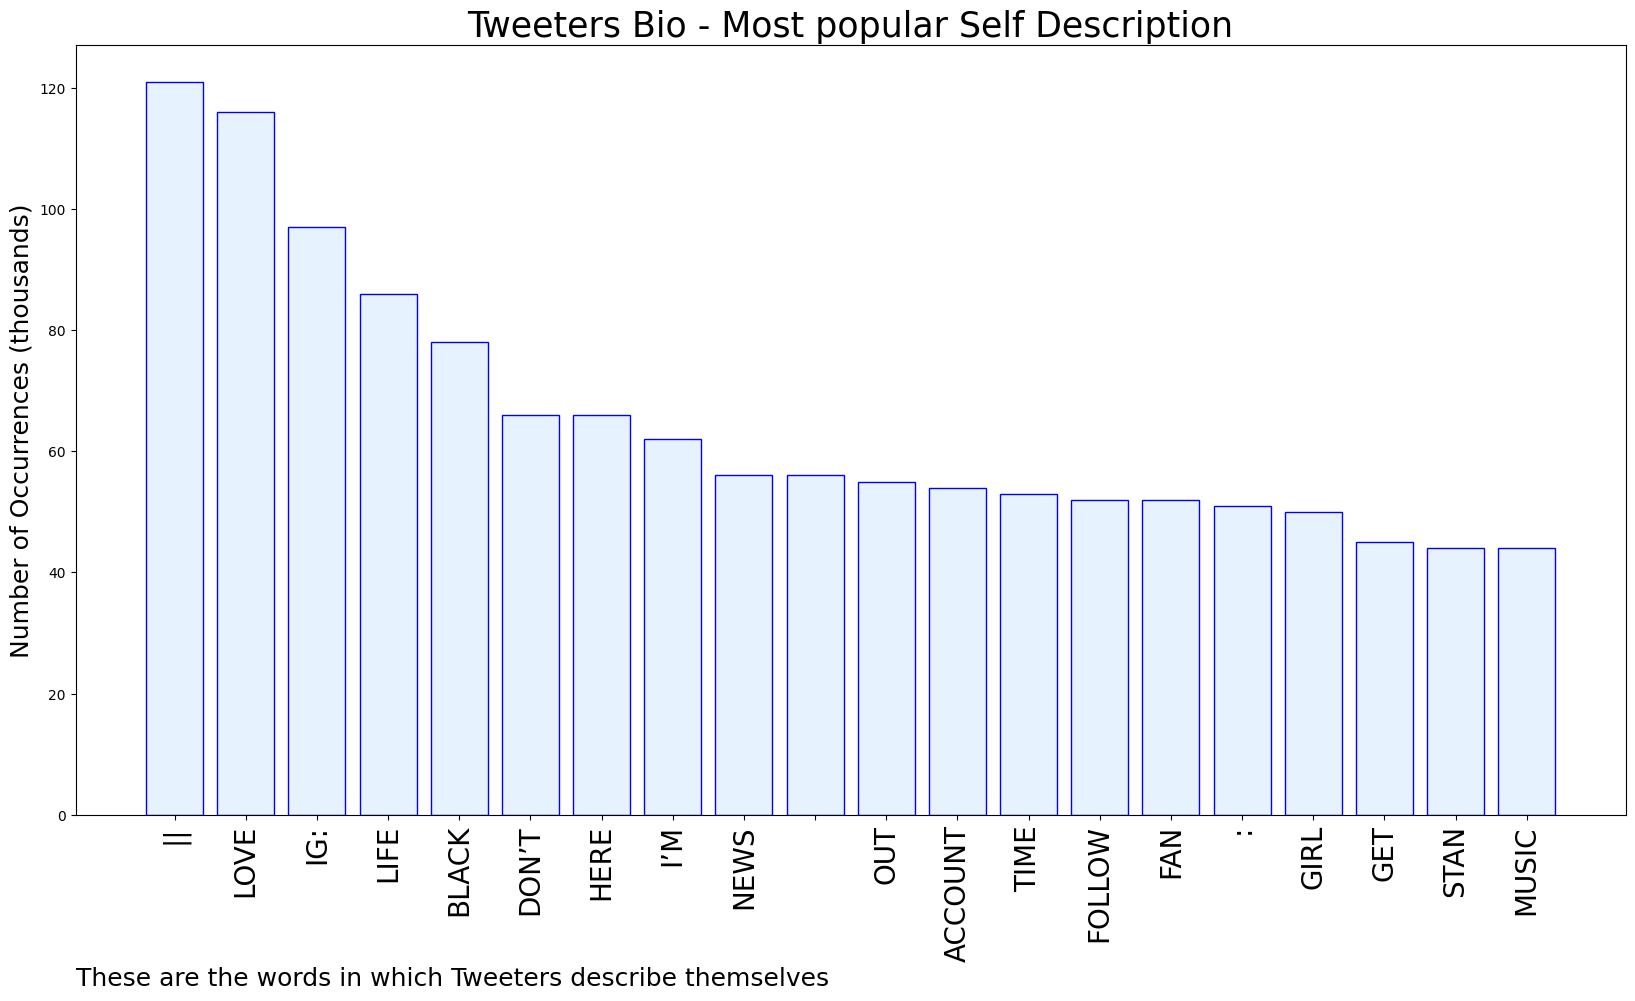 Tweeters Bio - Most popular Self Description
Number of Occurrences (thousands)
120
100
80
60
40
20
0
||
LOVE
IG:
LIFE
BLACK
DON’T
HERE
I’M
NEWS
OUT
ACCOUNT
TIME
FOLLOW
FAN
:
GIRL
GET
STAN
MUSIC
These are the words in which Tweeters describe themselves